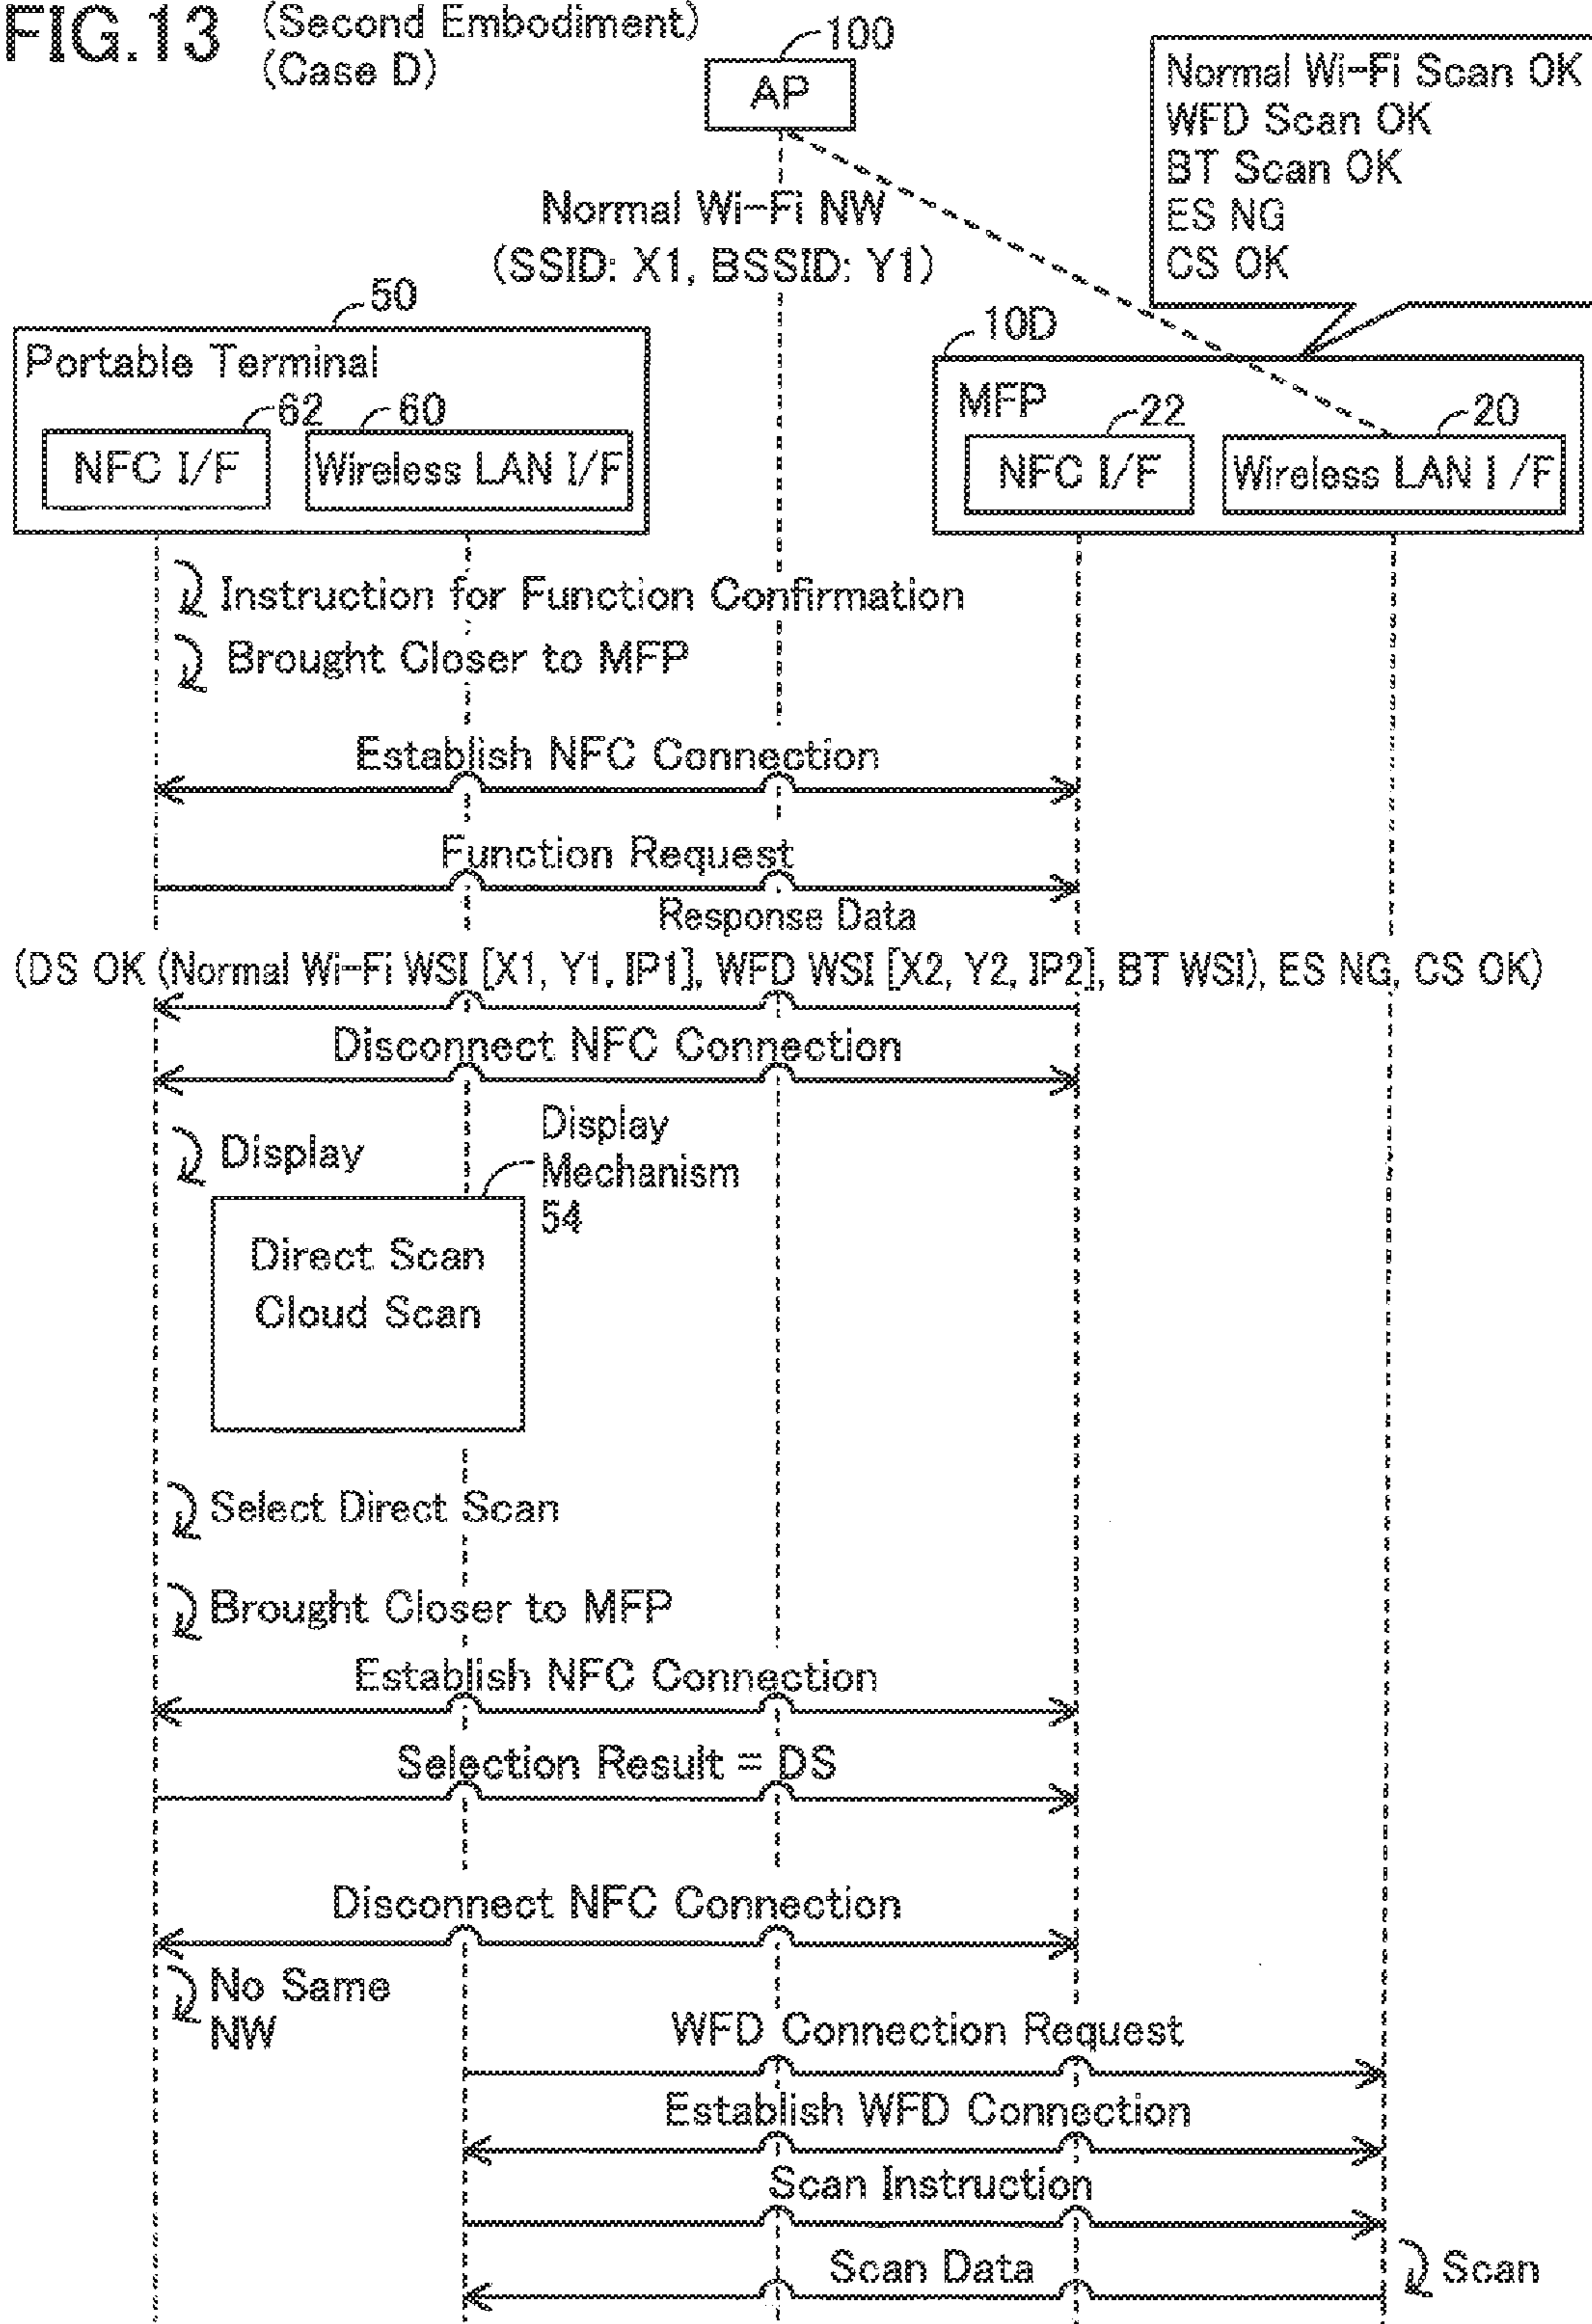 FIG.13 (Second Embodiment)
(Case D)
100
AP
Normal Wi-Fi Scan OK
WFD Scan OK
BT Scan OK
ES NG
CS OK
Normal Wi-Fi NW
(SSID: X1, BSSID: Y1)
50
Portable Terminal
62
60
NFC I/F
Wireless LAN I/F
10D
MFP
22
20
NFC I/F
Wireless LAN I/F
Instruction for Function Confirmation
Brought Closer to MFP
Establish NFC Connection
Function Request
Response Data
(DS OK (Normal Wi-Fi WSI [X1, Y1, IP1], WFD WSI [X2, Y2, IP2], BT WSI), ES NG, CS OK)
Disconnect NFC Connection
Display
Display
Mechanism
54
Direct Scan
Cloud Scan
Select Direct Scan
Brought Closer to MFP
Establish NFC Connection
Selection Result = DS
Disconnect NFC Connection
No Same
NW
WFD Connection Request
Establish WFD Connection
Scan Instruction
Scan
Scan Data